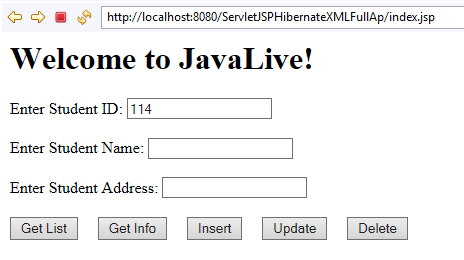 http://localhost:8080/ServletJSPHibernateXMLFullAp/index.jsp
Welcome to JavaLive!
Enter Student ID: 114
Enter Student Name:
Enter Student Address:
Get List Get Info Insert Update Delete